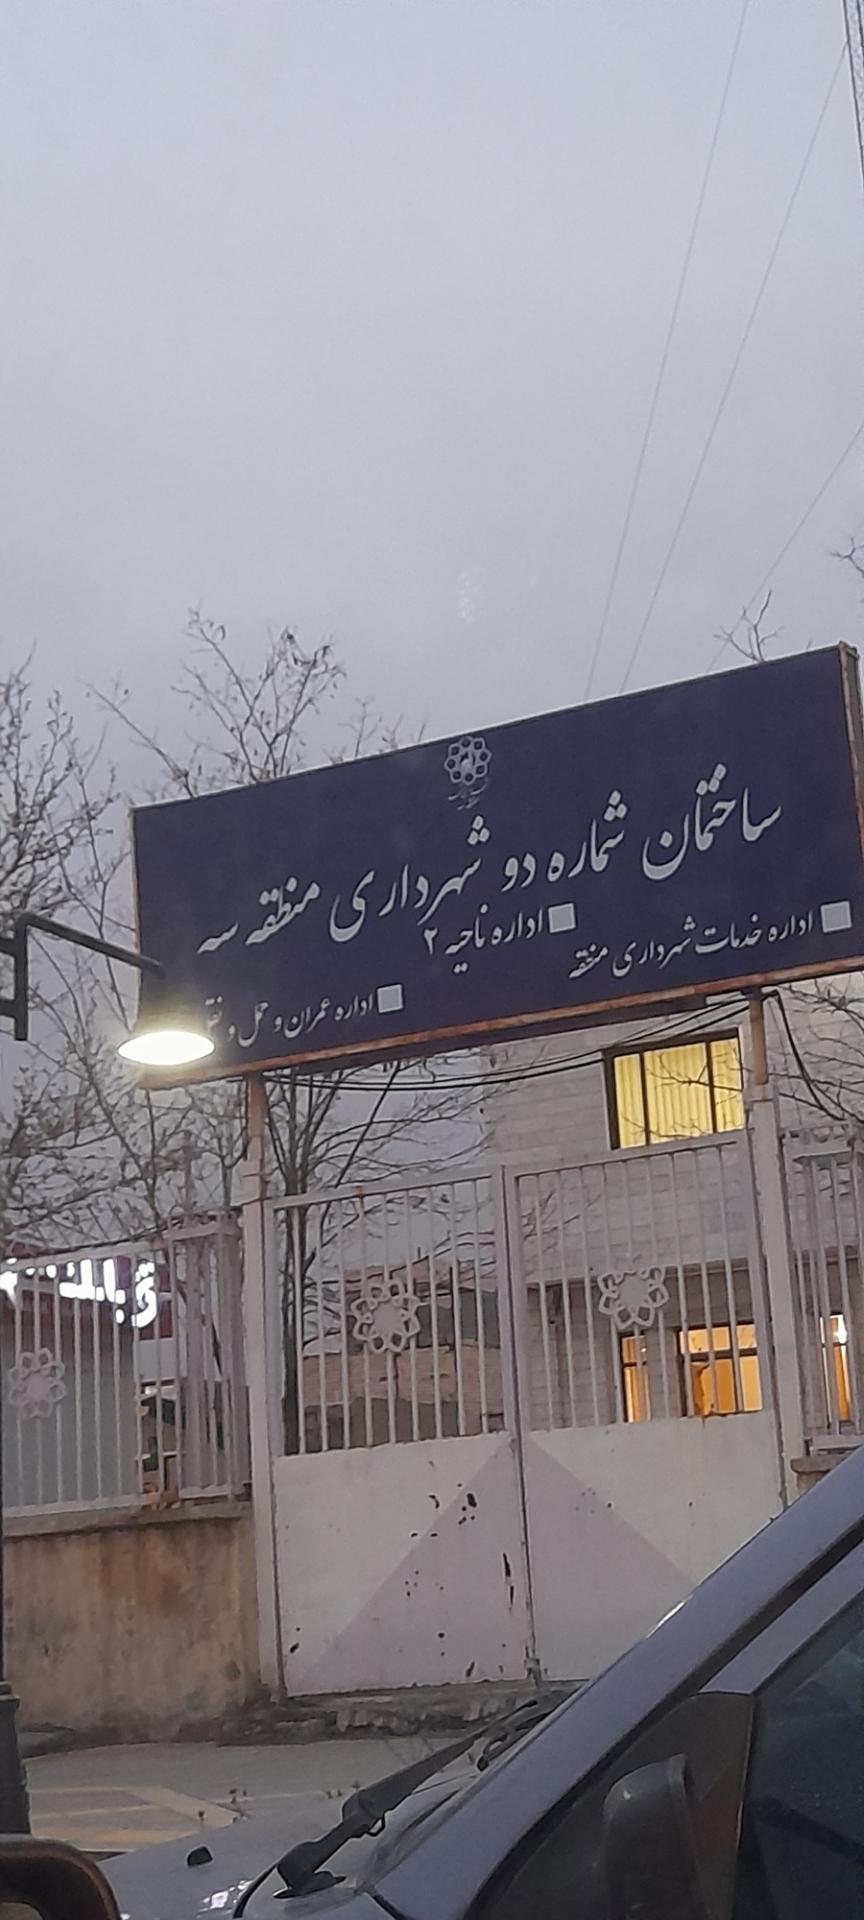 ساختمان شماره دو شهرداری منطقه سه
اداره خدمات شهرداری منطقه
اداره ناحیه ۲
اداره عمران و حمل و